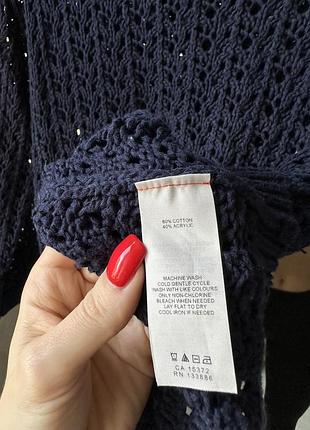 60% COTTON
40% ACRYLIC
MACHINE WASH
COLD GENTLE CYCLE
WASH WITH LIKE COLOURS
ONLY NON-CHLORINE
BLEACH WHEN NEEDED
LAY FLAT TO DRY
COOL IRON IF NEEDED
CA 15372
RN 133886